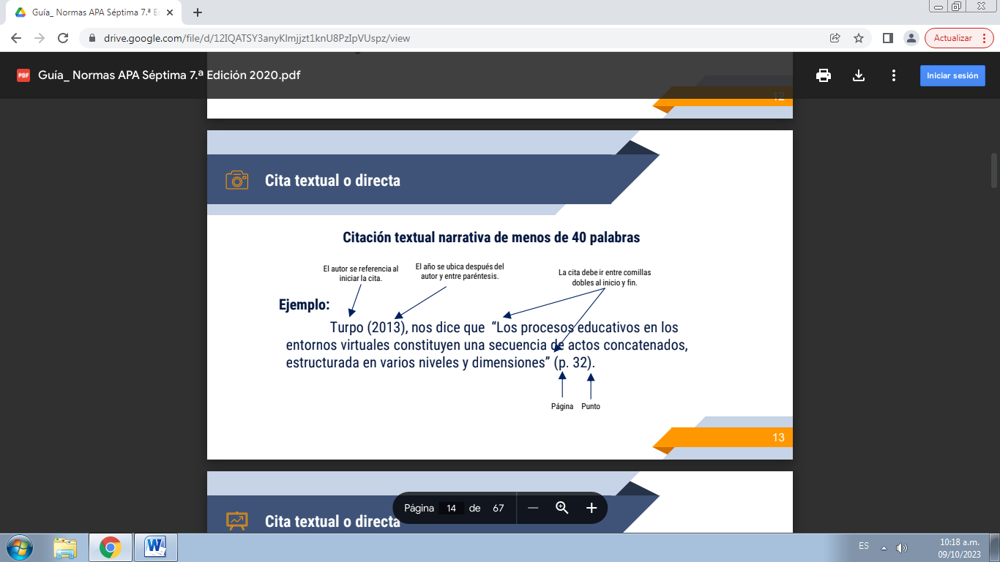 Guía_ Normas APA Séptima 7.ª Ed
drive.google.com/file/d/12IQATSY3anyKlmjjzt1knU8PzIpVUspz/view
Actualizar
PDF
Guía_ Normas APA Séptima 7.ª Edición 2020.pdf
Iniciar sesión
12
Cita textual o directa
Citación textual narrativa de menos de 40 palabras
El autor se referencia al
iniciar la cita.
El año se ubica después del
autor y entre paréntesis.
La cita debe ir entre comillas
dobles al inicio y fin.
Ejemplo:
Turpo (2013), nos dice que “Los procesos educativos en los
entornos virtuales constituyen una secuencia de actos concatenados,
estructurada en varios niveles y dimensiones” (p. 32).
Página Punto
13
Cita textual o directa
Página 14 de 67
ES
10:18 a.m.
09/10/2023